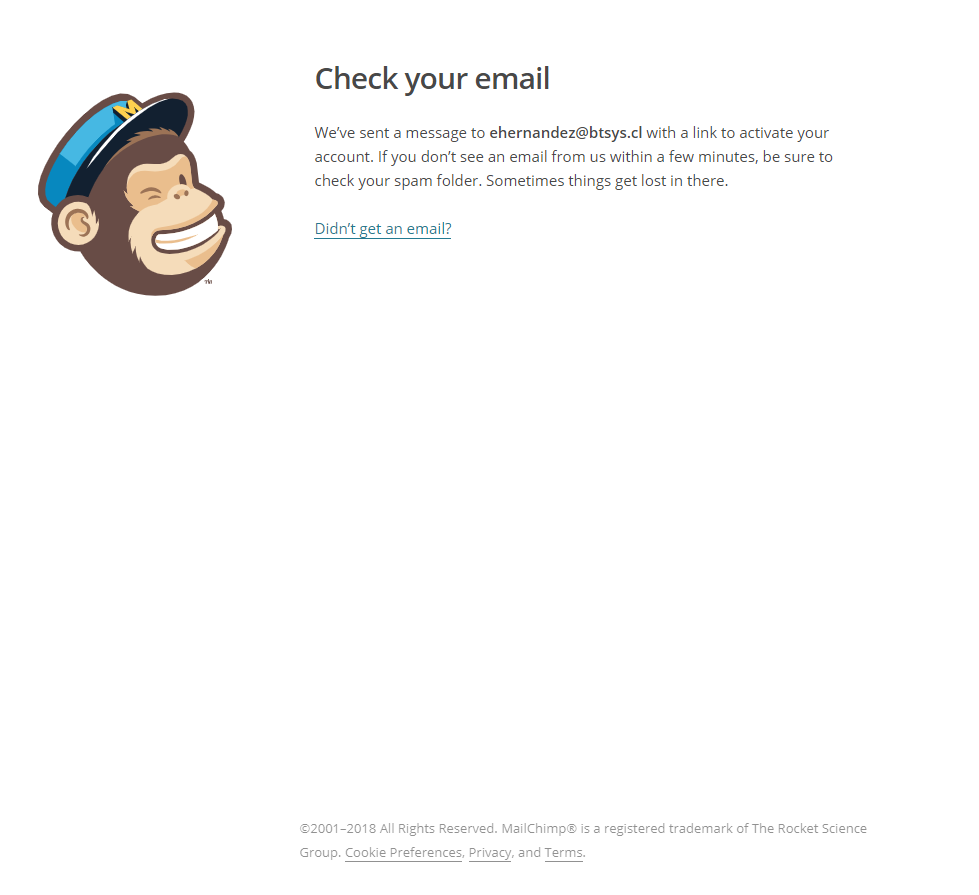 Check your email
M
We’ve sent a message to ehernandez@btsys.cl with a link to activate your
account. If you don’t see an email from us within a few minutes, be sure to
check your spam folder. Sometimes things get lost in there.
Didn’t get an email?
™
©2001–2018 All Rights Reserved. MailChimp® is a registered trademark of The Rocket Science
Group. Cookie Preferences, Privacy, and Terms.